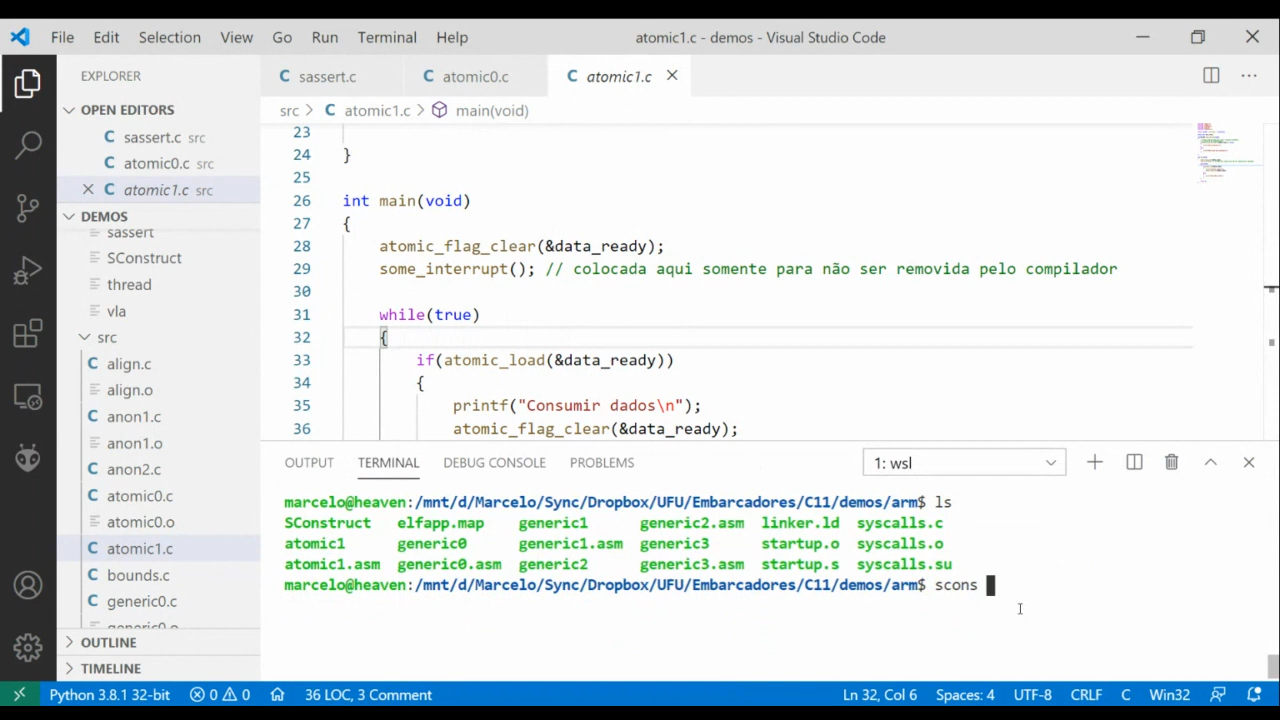 File Edit Selection View Go Run Terminal Help atomic1.c - demos - Visual Studio Code
EXPLORER
OPEN EDITORS
sassert.c src
atomic0.c src
atomic1.c src
DEMOS
sassert
SConstruct
thread
vla
src
align.c
align.o
anon1.c
anon1.o
anon2.c
atomic0.c
atomic0.o
atomic1.c
bounds.c
generic0.c
generic0.o
OUTLINE
TIMELINE
sassert.c atomic0.c atomic1.c
src > atomic1.c > main(void)
23
24 }
25
26 int main(void)
27 {
28 atomic_flag_clear(&data_ready);
29 some_interrupt(); // colocada aqui somente para não ser removida pelo compilador
30
31 while(true)
32 {
33 if(atomic_load(&data_ready))
34 {
35 printf("Consumir dados\n");
36 atomic_flag_clear(&data_ready);
OUTPUT TERMINAL DEBUG CONSOLE PROBLEMS 1: wsl
marcelo@heaven:/mnt/d/Marcelo/Sync/Dropbox/UFU/Embarcadores/C11/demos/arm$ ls
SConstruct elfapp.map generic1 generic2.asm linker.ld syscalls.c
atomic1 generic0 generic1.asm generic3 startup.o syscalls.o
atomic1.asm generic0.asm generic2 generic3.asm startup.s syscalls.su
marcelo@heaven:/mnt/d/Marcelo/Sync/Dropbox/UFU/Embarcadores/C11/demos/arm$ scons
Python 3.8.1 32-bit 0 0 36 LOC, 3 Comment Ln 32, Col 6 Spaces: 4 UTF-8 CRLF C Win32